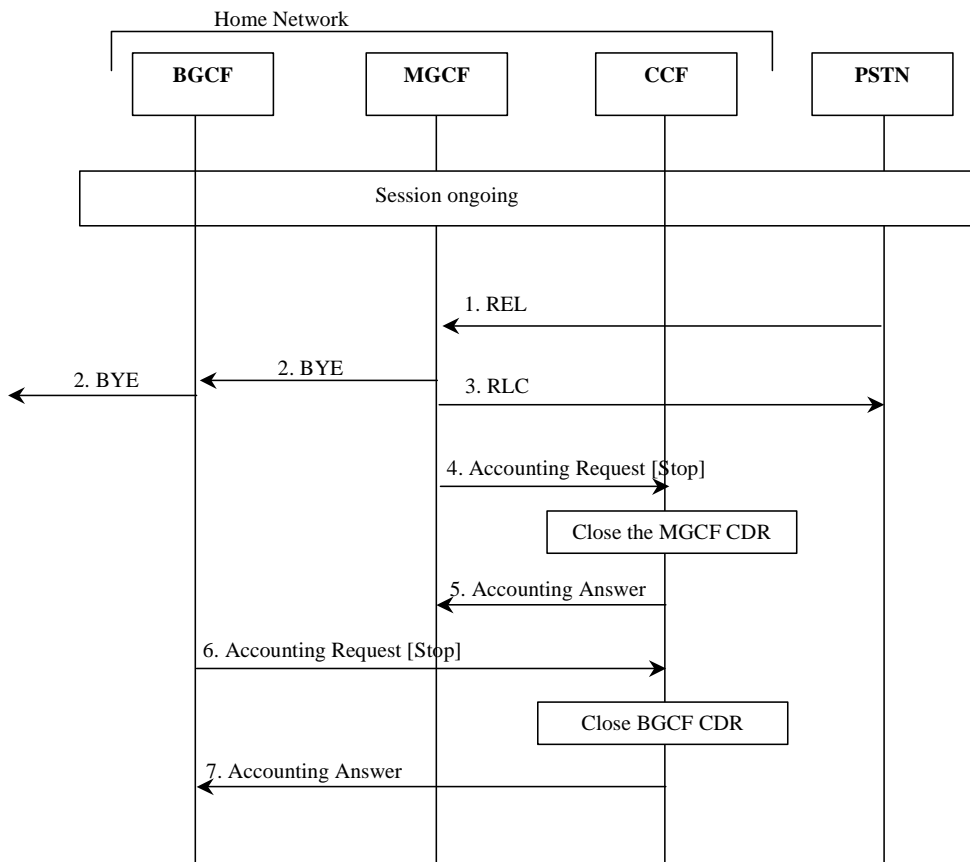 Home Network
BGCF
MGCF
CCF
PSTN
Session ongoing
1. REL
2. BYE
2. BYE
3. RLC
4. Accounting Request [Stop]
Close the MGCF CDR
5. Accounting Answer
6. Accounting Request [Stop]
Close BGCF CDR
7. Accounting Answer